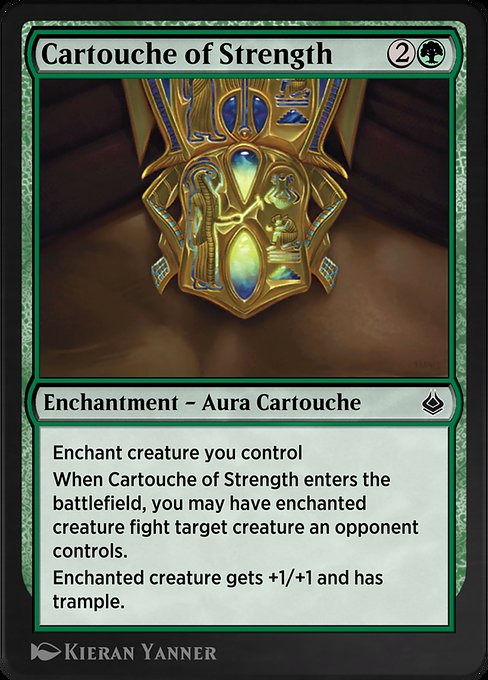 Cartouche of Strength 2
Enchantment – Aura Cartouche
Enchant creature you control
When Cartouche of Strength enters the
battlefield, you may have enchanted
creature fight target creature an opponent
controls.
Enchanted creature gets +1/+1 and has
trample.
Kieran Yanner